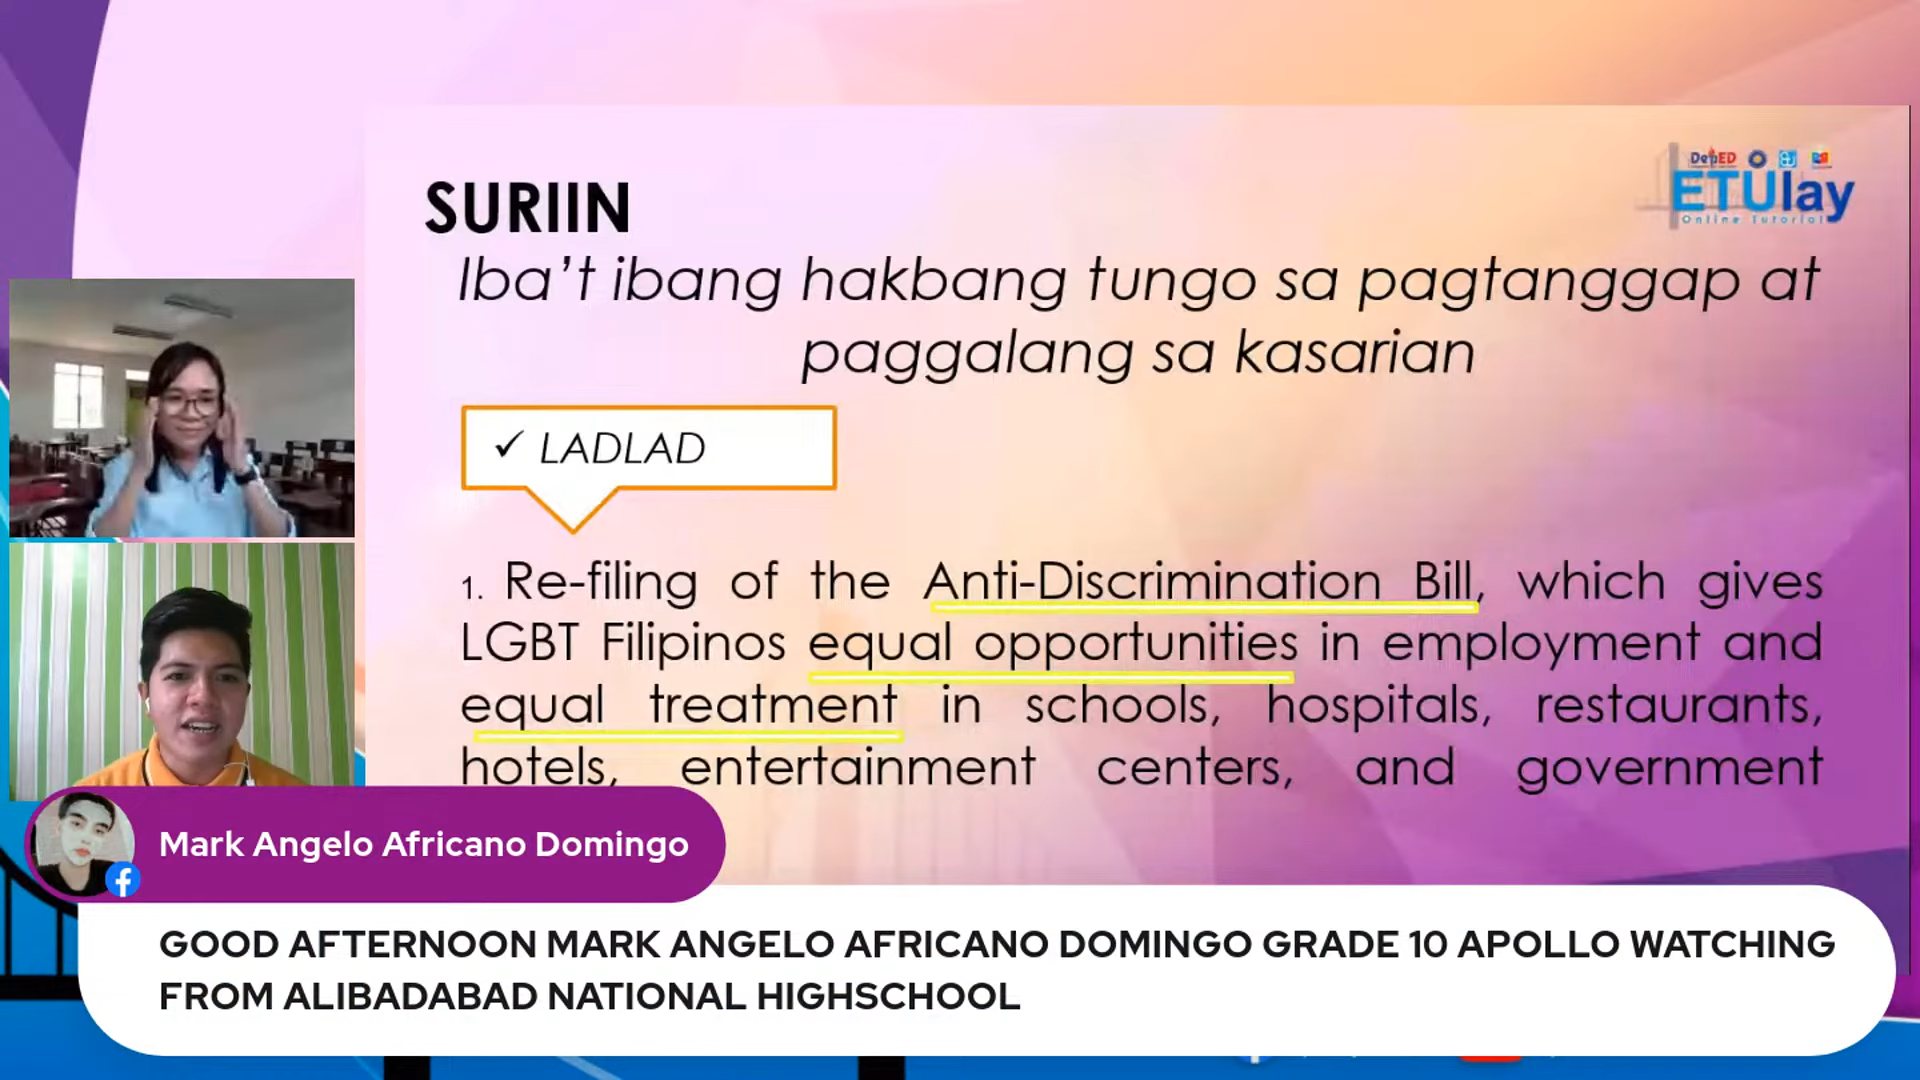 DepED
ETUlay
Online Tutorial
SURIIN
Iba't ibang hakbang tungo sa pagtanggap at
paggalang sa kasarian
✓ LADLAD
1. Re-filing of the Anti-Discrimination Bill, which gives
LGBT Filipinos equal opportunities in employment and
equal treatment in schools, hospitals, restaurants,
hotels, entertainment centers, and government
Mark Angelo Africano Domingo
GOOD AFTERNOON MARK ANGELO AFRICANO DOMINGO GRADE 10 APOLLO WATCHING
FROM ALIBADABAD NATIONAL HIGHSCHOOL